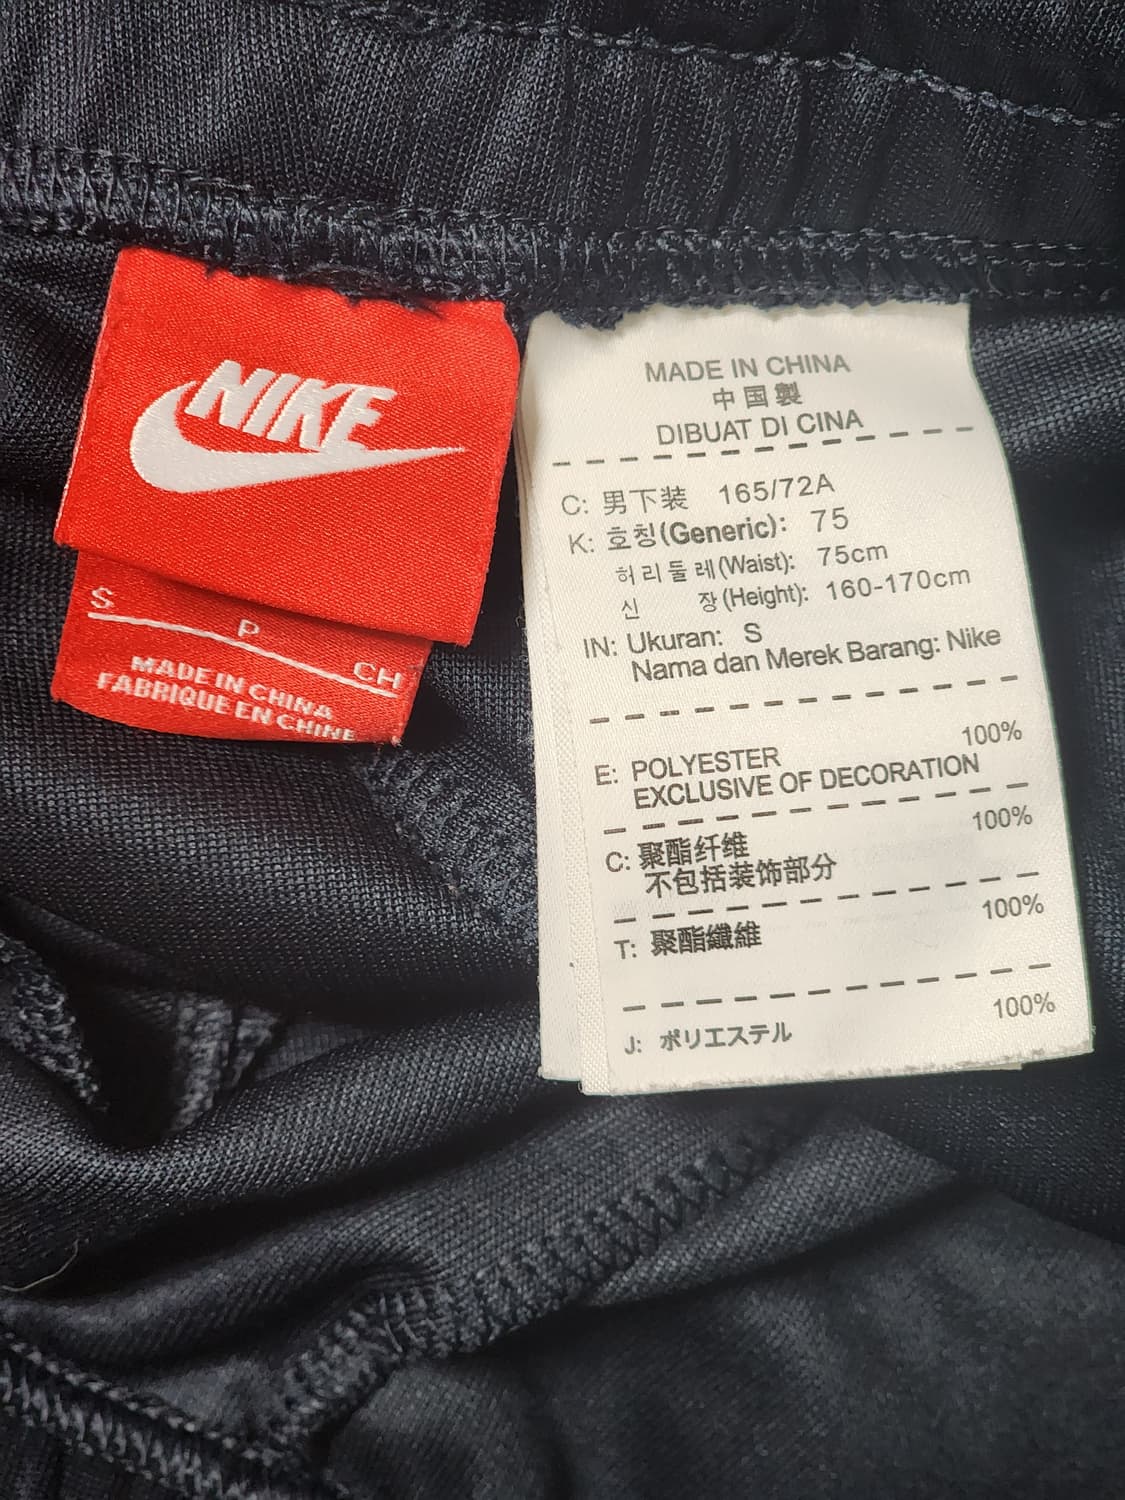 NIKE
S
P
CH
MADE IN CHINA
FABRIQUE EN CHINE
MADE IN CHINA
中国製
DIBUAT DI CINA
C: 男下装 165/72A
K: 호칭(Generic): 75
허리둘레(Waist): 75cm
신 장(Height): 160-170cm
IN: Ukuran: S
Nama dan Merek Barang: Nike
100%
E: POLYESTER
EXCLUSIVE OF DECORATION
100%
C: 聚酯纤维
不包括装饰部分
100%
T: 聚酯纖維
100%
J: ポリエステル